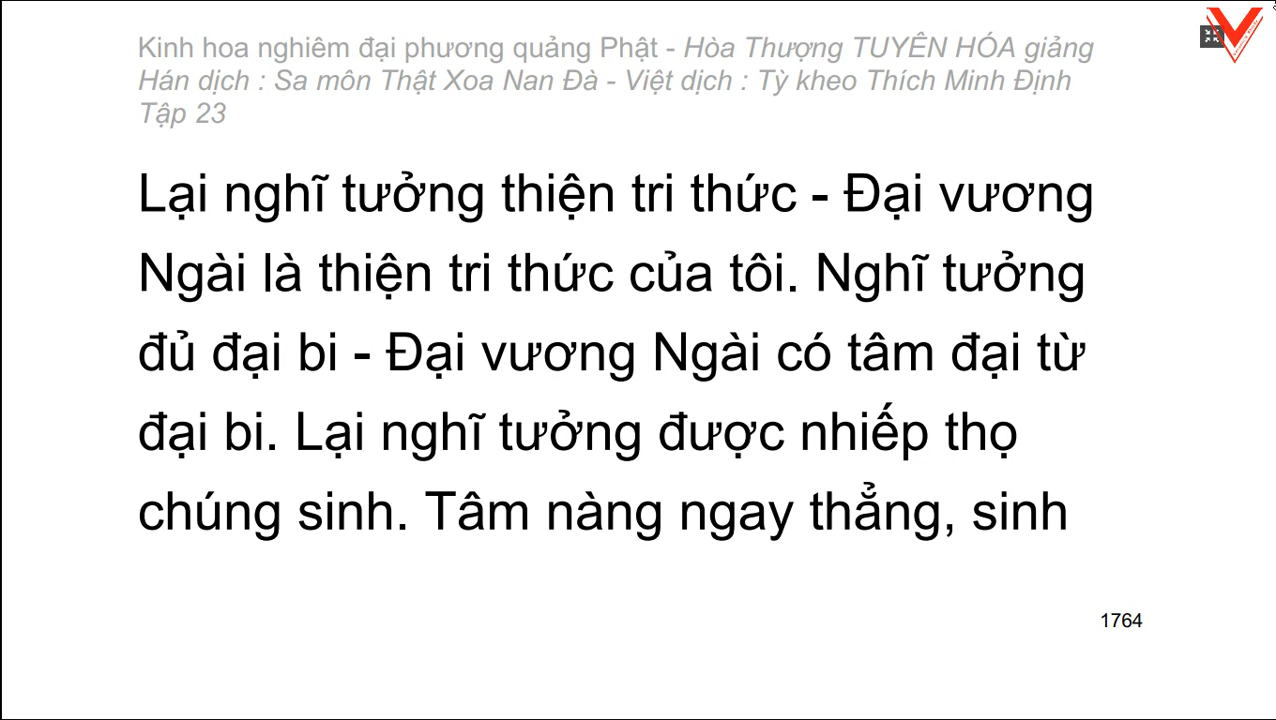 Kinh hoa nghiêm đại phương quảng Phật - Hòa Thượng TUYÊN HÓA giảng
Hán dịch : Sa môn Thật Xoa Nan Đà - Việt dịch : Tỳ kheo Thích Minh Định
Tập 23
Lại nghĩ tưởng thiện tri thức - Đại vương
Ngài là thiện tri thức của tôi. Nghĩ tưởng
đủ đại bi - Đại vương Ngài có tâm đại từ
đại bi. Lại nghĩ tưởng được nhiếp thọ
chúng sinh. Tâm nàng ngay thẳng, sinh
1764